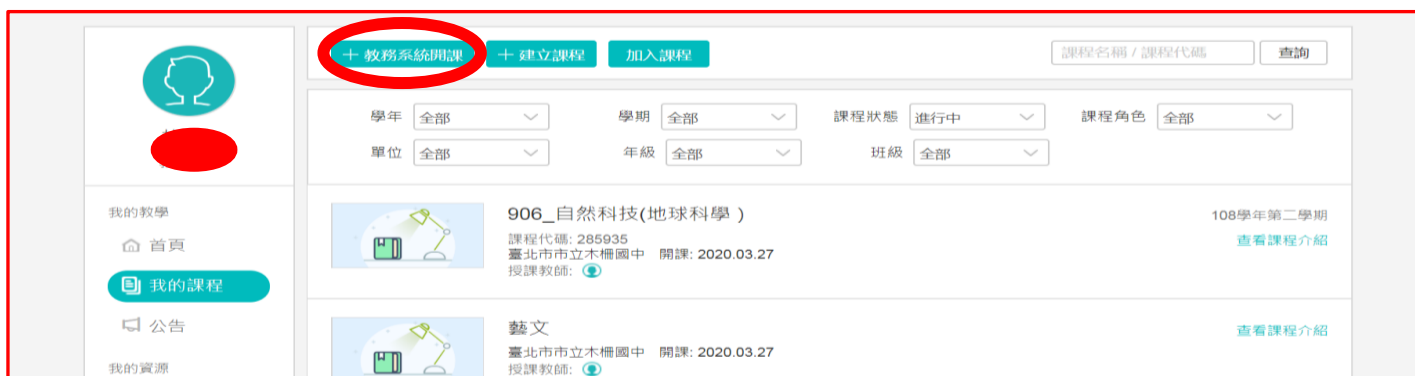 + 教務系統開課
+ 建立課程
加入課程
課程名稱 / 課程代碼
查詢
學年 全部
學期 全部
課程狀態 進行中
課程角色 全部
單位 全部
年級 全部
班級 全部
我的教學
首頁
我的課程
公告
我的資源
906_自然科技(地球科學 )
108學年第二學期
課程代碼: 285935
查看課程介紹
臺北市市立木柵國中 開課: 2020.03.27
授課教師:
藝文
查看課程介紹
臺北市市立木柵國中 開課: 2020.03.27
授課教師: